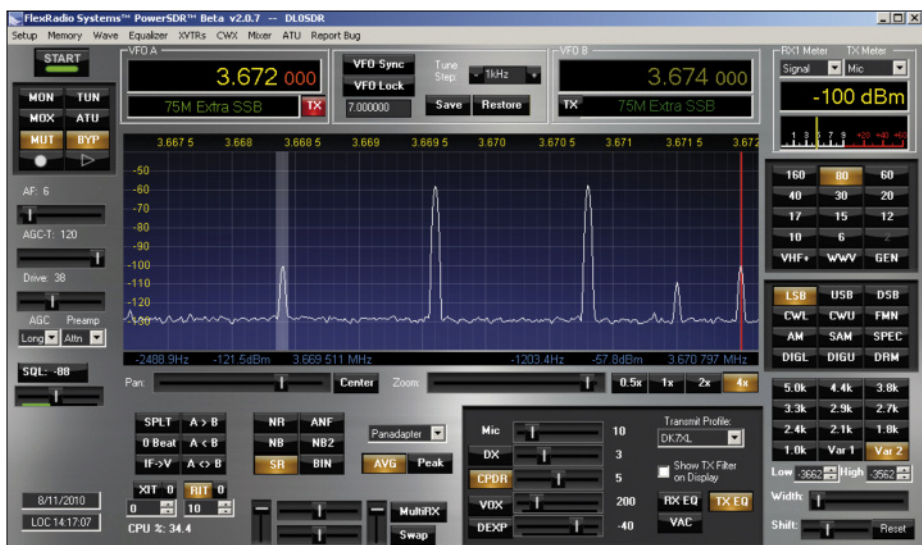 FlexRadio Systems™ PowerSDR™ Beta v2.0.7 -- DL0SDR
Setup Memory Wave Equalizer XVTRs CWX Mixer ATU Report Bug
START
MON TUN
MOX ATU
MUT BYP
AF: 6
AGC-T: 120
Drive: 38
AGC Preamp
Long Attn
SQL: -88
8/11/2010
LOC 14:17:07
VFO A
3.672 000
75M Extra SSB TX
VFO Sync
VFO Lock
7.000000
Tune Step: - 1kHz +
Save Restore
VFO B
3.674 000
TX 75M Extra SSB
RX1 Meter TX Meter
Signal Mic
-100 dBm
1 3 5 7 9 +20 +40 +60
3.667 5 3.668 3.668 5 3.669 3.669 5 3.670 3.670 5 3.671 3.671 5 3.672
-50
-60
-70
-80
-90
-100
-110
-120
-130
-2488.9Hz -121.5dBm 3.669 511 MHz -1203.4Hz -57.8dBm 3.670 797 MHz
Pan: Center Zoom: 0.5x 1x 2x 4x
160 80 60
40 30 20
17 15 12
10 6 2
VHF+ WWV GEN
LSB USB DSB
CWL CWU FMN
AM SAM SPEC
DIGL DIGU DRM
5.0k 4.4k 3.8k
3.3k 2.9k 2.7k
2.4k 2.1k 1.8k
1.0k Var 1 Var 2
Low -3662 High -3562
Width:
Shift: Reset
SPLT A > B
0 Beat A < B
IF->V A <> B
XIT 0 RIT 0
0 10
CPU %: 34.4
NR ANF
NB NB2
SR BIN
Panadapter
AVG Peak
MultiRX
Swap
Mic 10
DX 3
CPDR 5
VOX 200
DEXP -40
Transmit Profile:
DK7XL
Show TX Filter on Display
RX EQ TX EQ
VAC